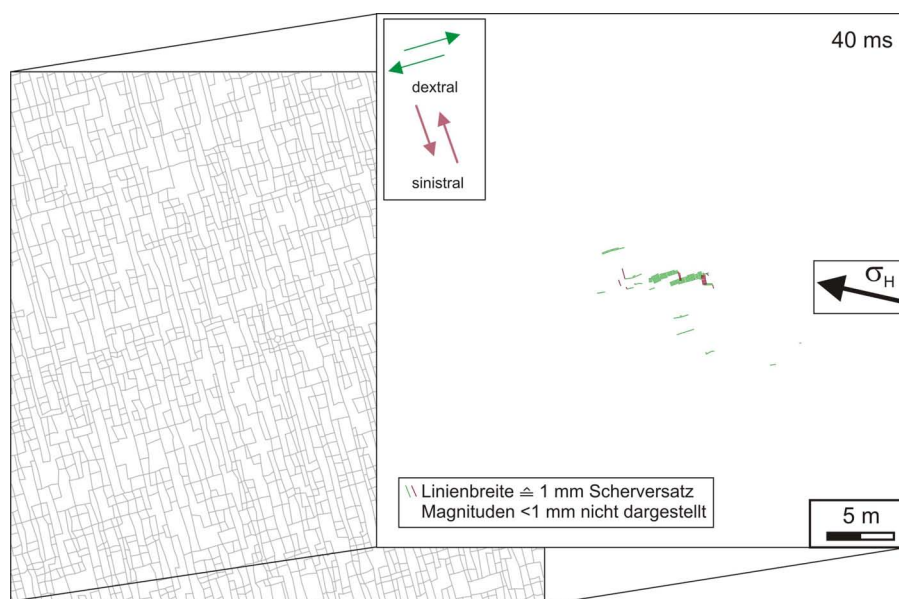 40 ms
dextral
sinistral
σH
Linienbreite ≙ 1 mm Scherversatz
Magnituden <1 mm nicht dargestellt
5 m